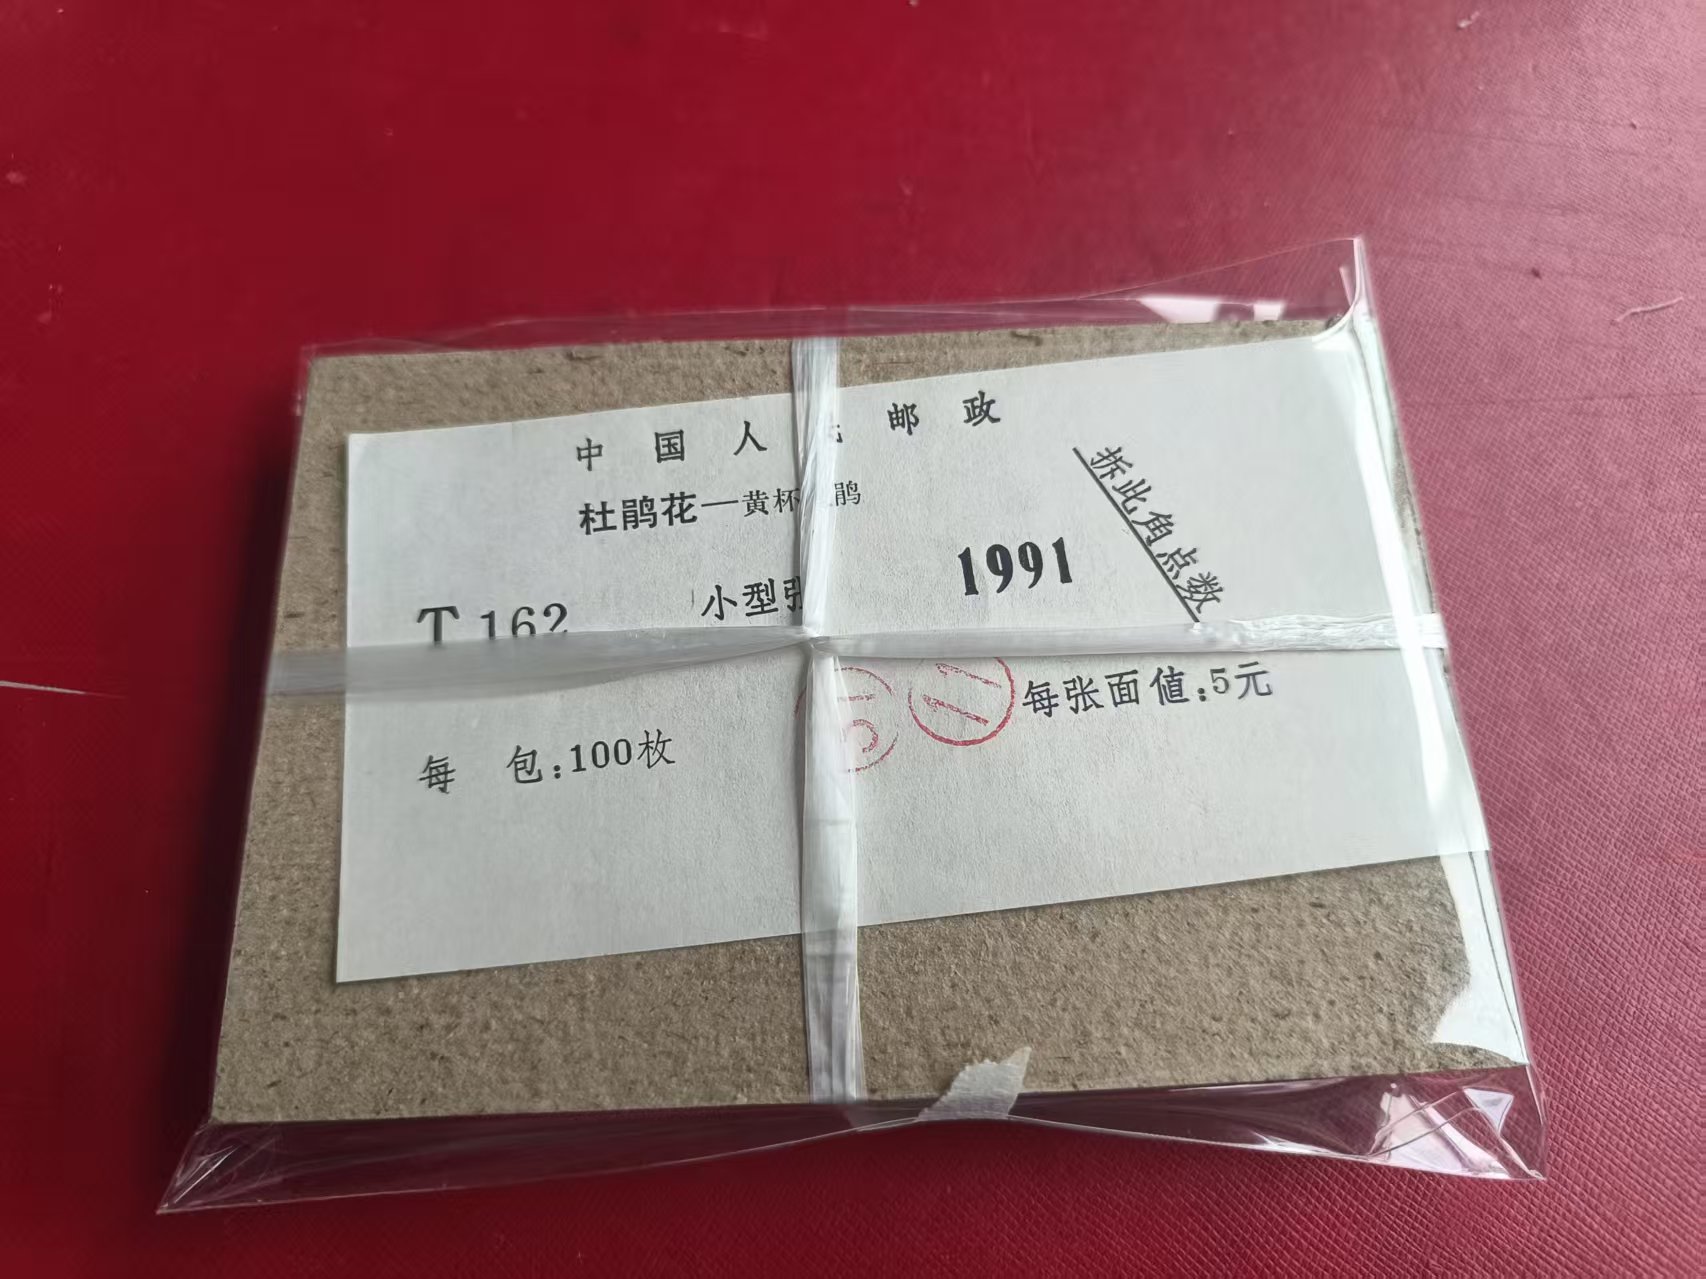 中国人 邮政
杜鹃花—黄杯 鹃
拆此角点数
T 162 小型张 1991
每张面值:5元
每 包:100枚